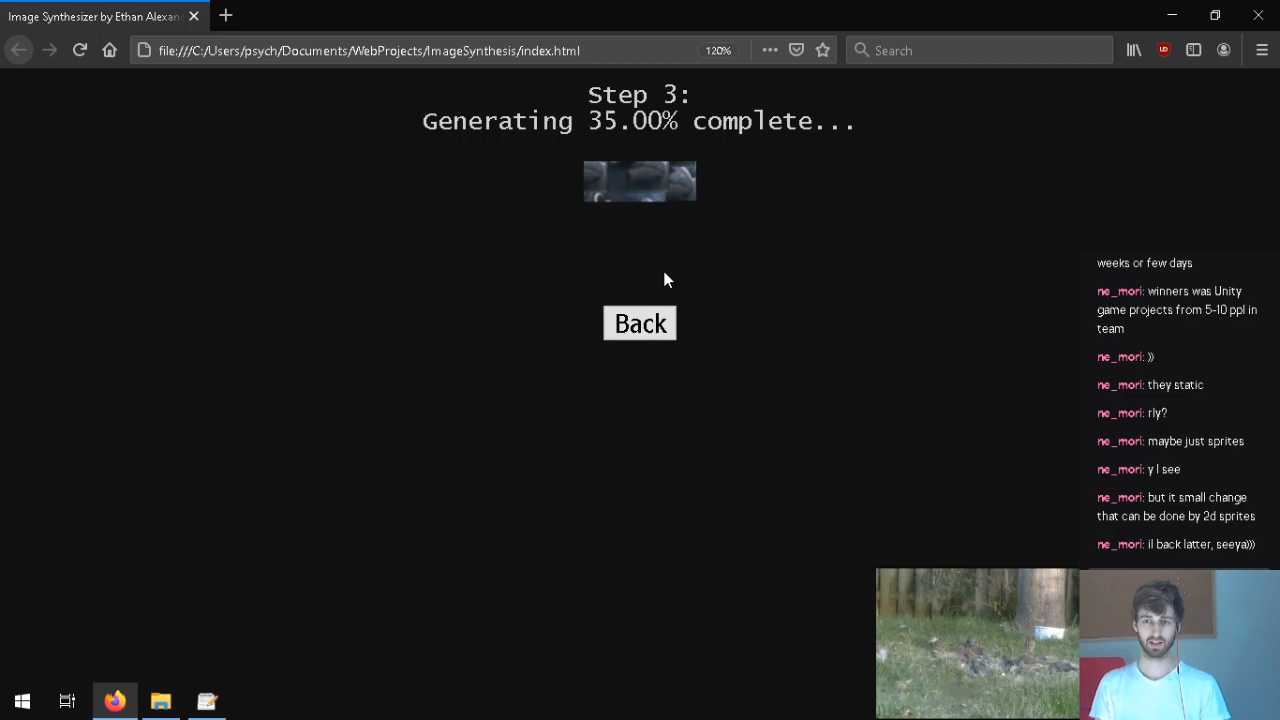 Image Synthesizer by Ethan Alexan
file:///C:/Users/psych/Documents/WebProjects/ImageSynthesis/index.html
120%
Search
Step 3:
Generating 35.00% complete...
Back
weeks or few days
ne_mori: winners was Unity
game projects from 5-10 ppl in
team
ne_mori: ))
ne_mori: they static
ne_mori: rly?
ne_mori: maybe just sprites
ne_mori: y I see
ne_mori: but it small change
that can be done by 2d sprites
ne_mori: il back latter, seeya)))